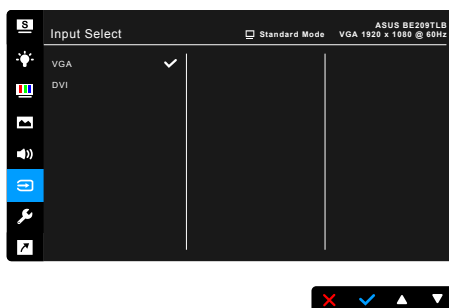 S
ASUS BE209TLB
Input Select
Standard Mode
VGA 1920 x 1080 @ 60Hz
VGA
DVI